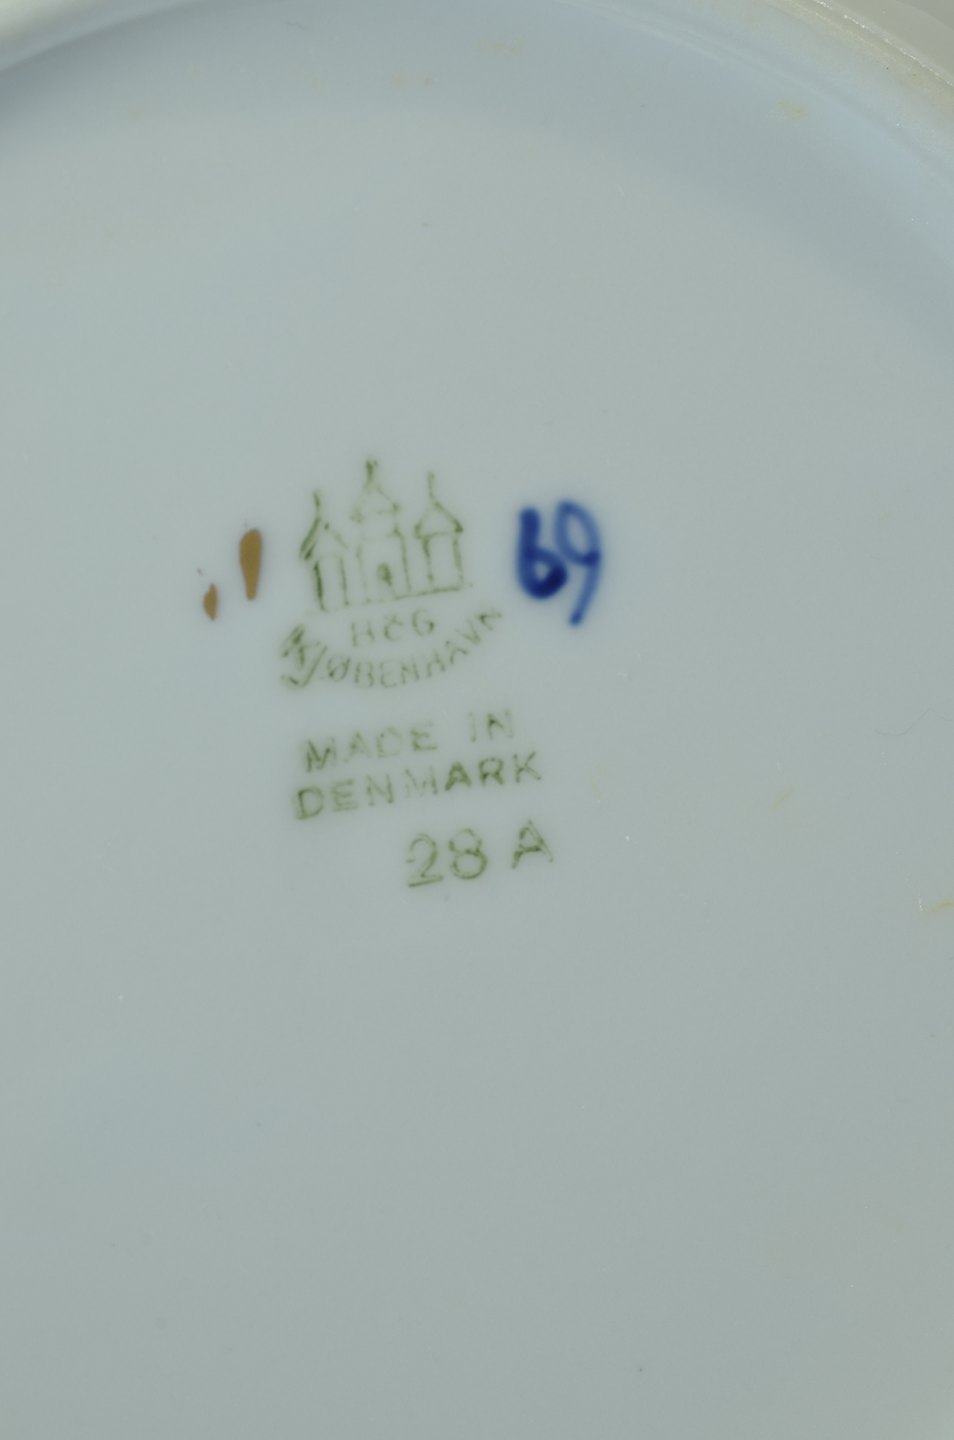 69
B&G
KJØBENHAVN
MADE IN
DENMARK
28 A